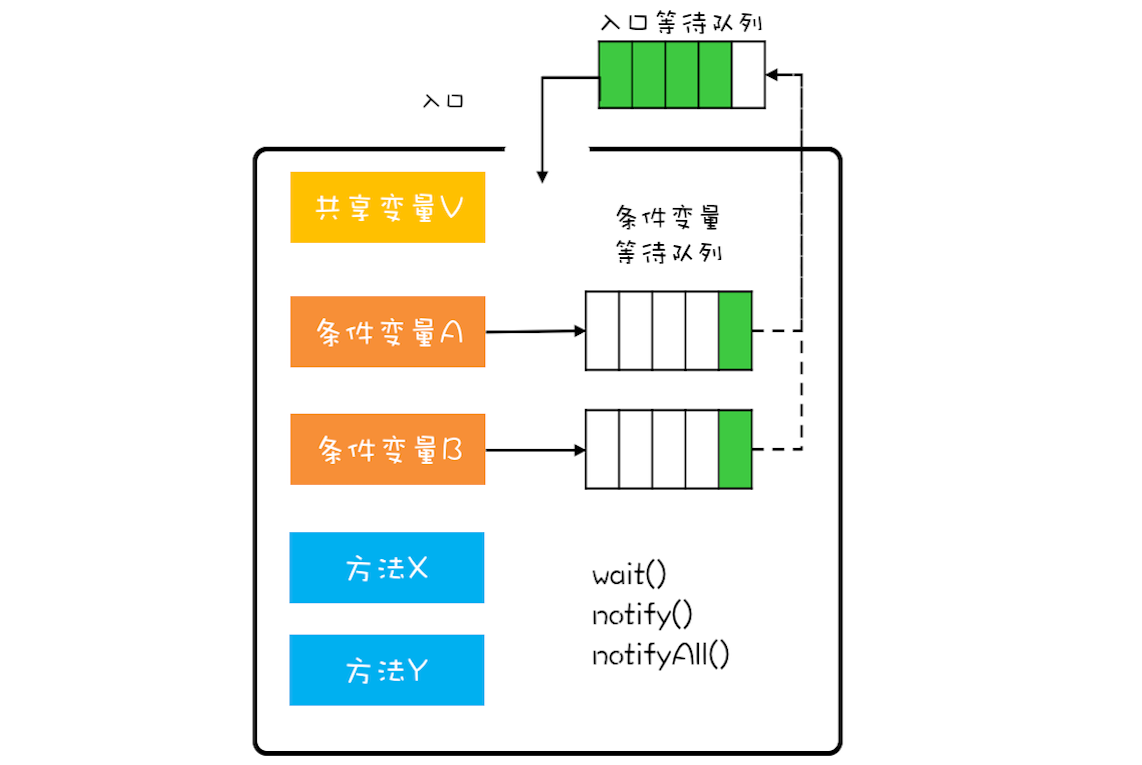 入口等待队列
入口
共享变量V
条件变量
等待队列
条件变量A
条件变量B
方法X
wait()
notify()
notifyAll()
方法Y